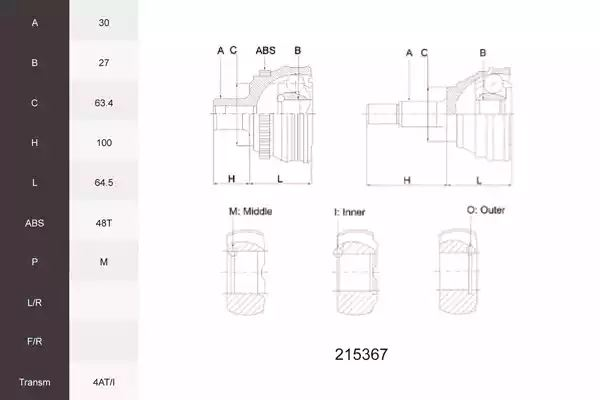 A 30
B 27
C 63.4
H 100
L 64.5
ABS 48T
P M
L/R
F/R
Transm 4AT/I
A C ABS B
H L
A C B
H L
M: Middle I: Inner O: Outer
215367